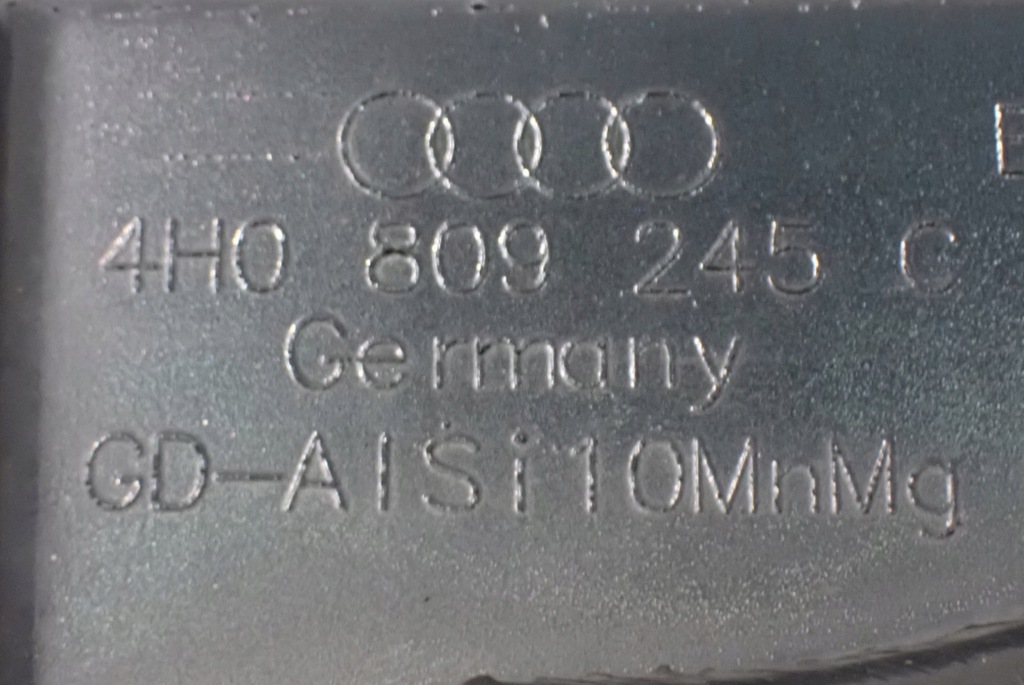 4H0 809 245 C
Germany
GD-AlSi10MnMg